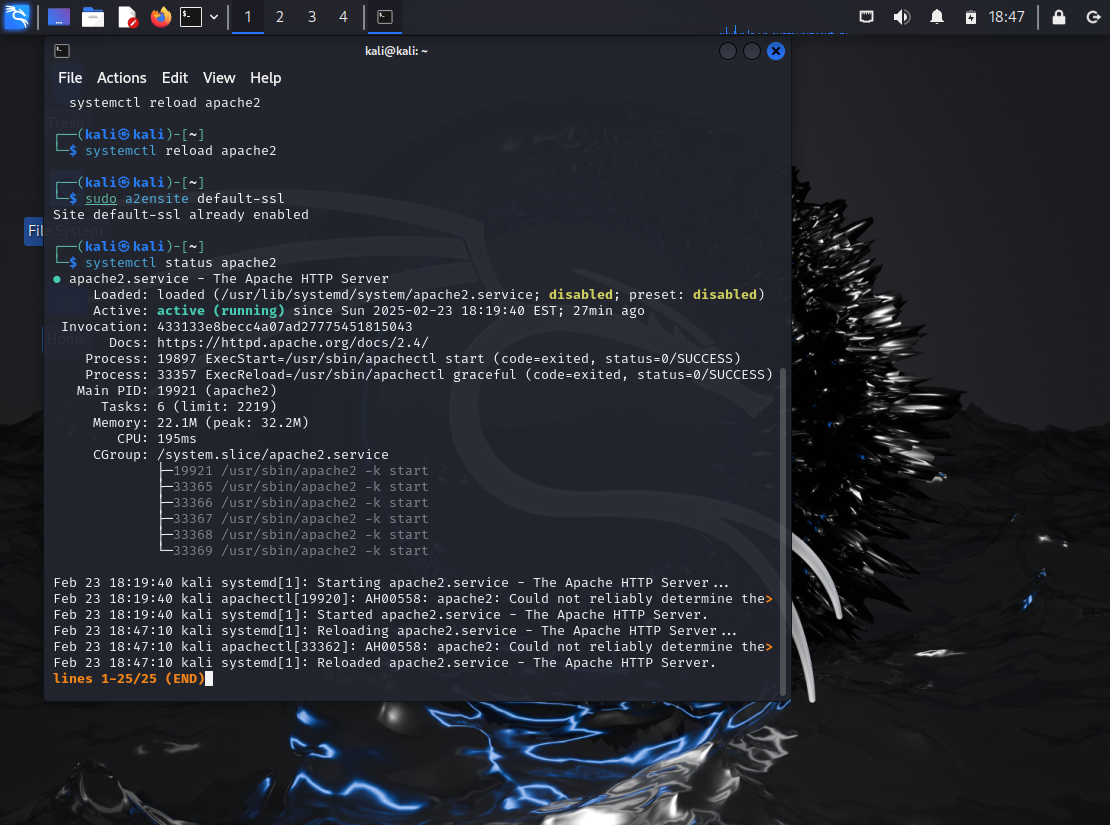 1 2 3 4
18:47
kali@kali: ~
File Actions Edit View Help
systemctl reload apache2
Trash
┌──(kali㉿kali)-[~]
└─$ systemctl reload apache2
┌──(kali㉿kali)-[~]
└─$ sudo a2ensite default-ssl
Site default-ssl already enabled
File System
┌──(kali㉿kali)-[~]
└─$ systemctl status apache2
● apache2.service - The Apache HTTP Server
Loaded: loaded (/usr/lib/systemd/system/apache2.service; disabled; preset: disabled)
Active: active (running) since Sun 2025-02-23 18:19:40 EST; 27min ago
Invocation: 433133e8becc4a07ad27775451815043
Home
Docs: https://httpd.apache.org/docs/2.4/
Process: 19897 ExecStart=/usr/sbin/apachectl start (code=exited, status=0/SUCCESS)
Process: 33357 ExecReload=/usr/sbin/apachectl graceful (code=exited, status=0/SUCCESS)
Main PID: 19921 (apache2)
Tasks: 6 (limit: 2219)
Memory: 22.1M (peak: 32.2M)
CPU: 195ms
CGroup: /system.slice/apache2.service
├─19921 /usr/sbin/apache2 -k start
├─33365 /usr/sbin/apache2 -k start
├─33366 /usr/sbin/apache2 -k start
├─33367 /usr/sbin/apache2 -k start
├─33368 /usr/sbin/apache2 -k start
└─33369 /usr/sbin/apache2 -k start
Feb 23 18:19:40 kali systemd[1]: Starting apache2.service - The Apache HTTP Server...
Feb 23 18:19:40 kali apachectl[19920]: AH00558: apache2: Could not reliably determine the>
Feb 23 18:19:40 kali systemd[1]: Started apache2.service - The Apache HTTP Server.
Feb 23 18:47:10 kali systemd[1]: Reloading apache2.service - The Apache HTTP Server...
Feb 23 18:47:10 kali apachectl[33362]: AH00558: apache2: Could not reliably determine the>
Feb 23 18:47:10 kali systemd[1]: Reloaded apache2.service - The Apache HTTP Server.
lines 1-25/25 (END)